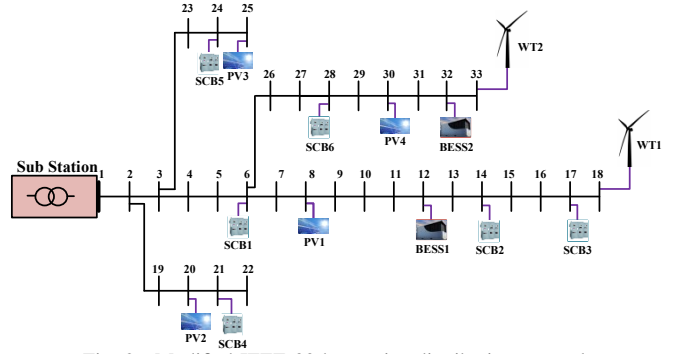 23 24 25
SCB5 PV3
WT2
26 27 28 29 30 31 32 33
SCB6 PV4 BESS2
WT1
Sub Station
1 2 3 4 5 6 7 8 9 10 11 12 13 14 15 16 17 18
SCB1 PV1 BESS1 SCB2 SCB3
19 20 21 22
PV2 SCB4